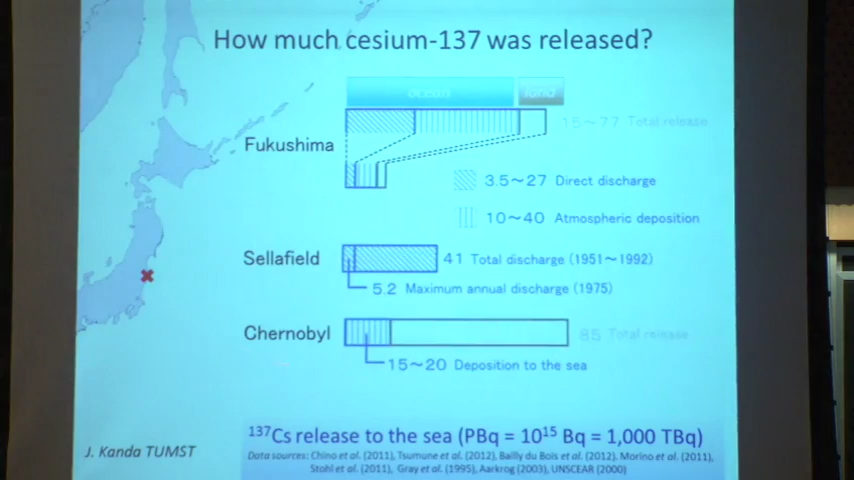 How much cesium-137 was released?
ocean land
15～77 Total release
Fukushima
3.5～27 Direct discharge
10～40 Atmospheric deposition
Sellafield
41 Total discharge (1951～1992)
5.2 Maximum annual discharge (1975)
Chernobyl
85 Total release
15～20 Deposition to the sea
J. Kanda TUMST
¹³⁷Cs release to the sea (PBq = 10¹⁵ Bq = 1,000 TBq)
Data sources: Chino et al. (2011), Tsumune et al. (2012), Bailly du Bois et al. (2012), Morino et al. (2011),
Stohl et al. (2011), Gray et al. (1995), Aarkrog (2003), UNSCEAR (2000)